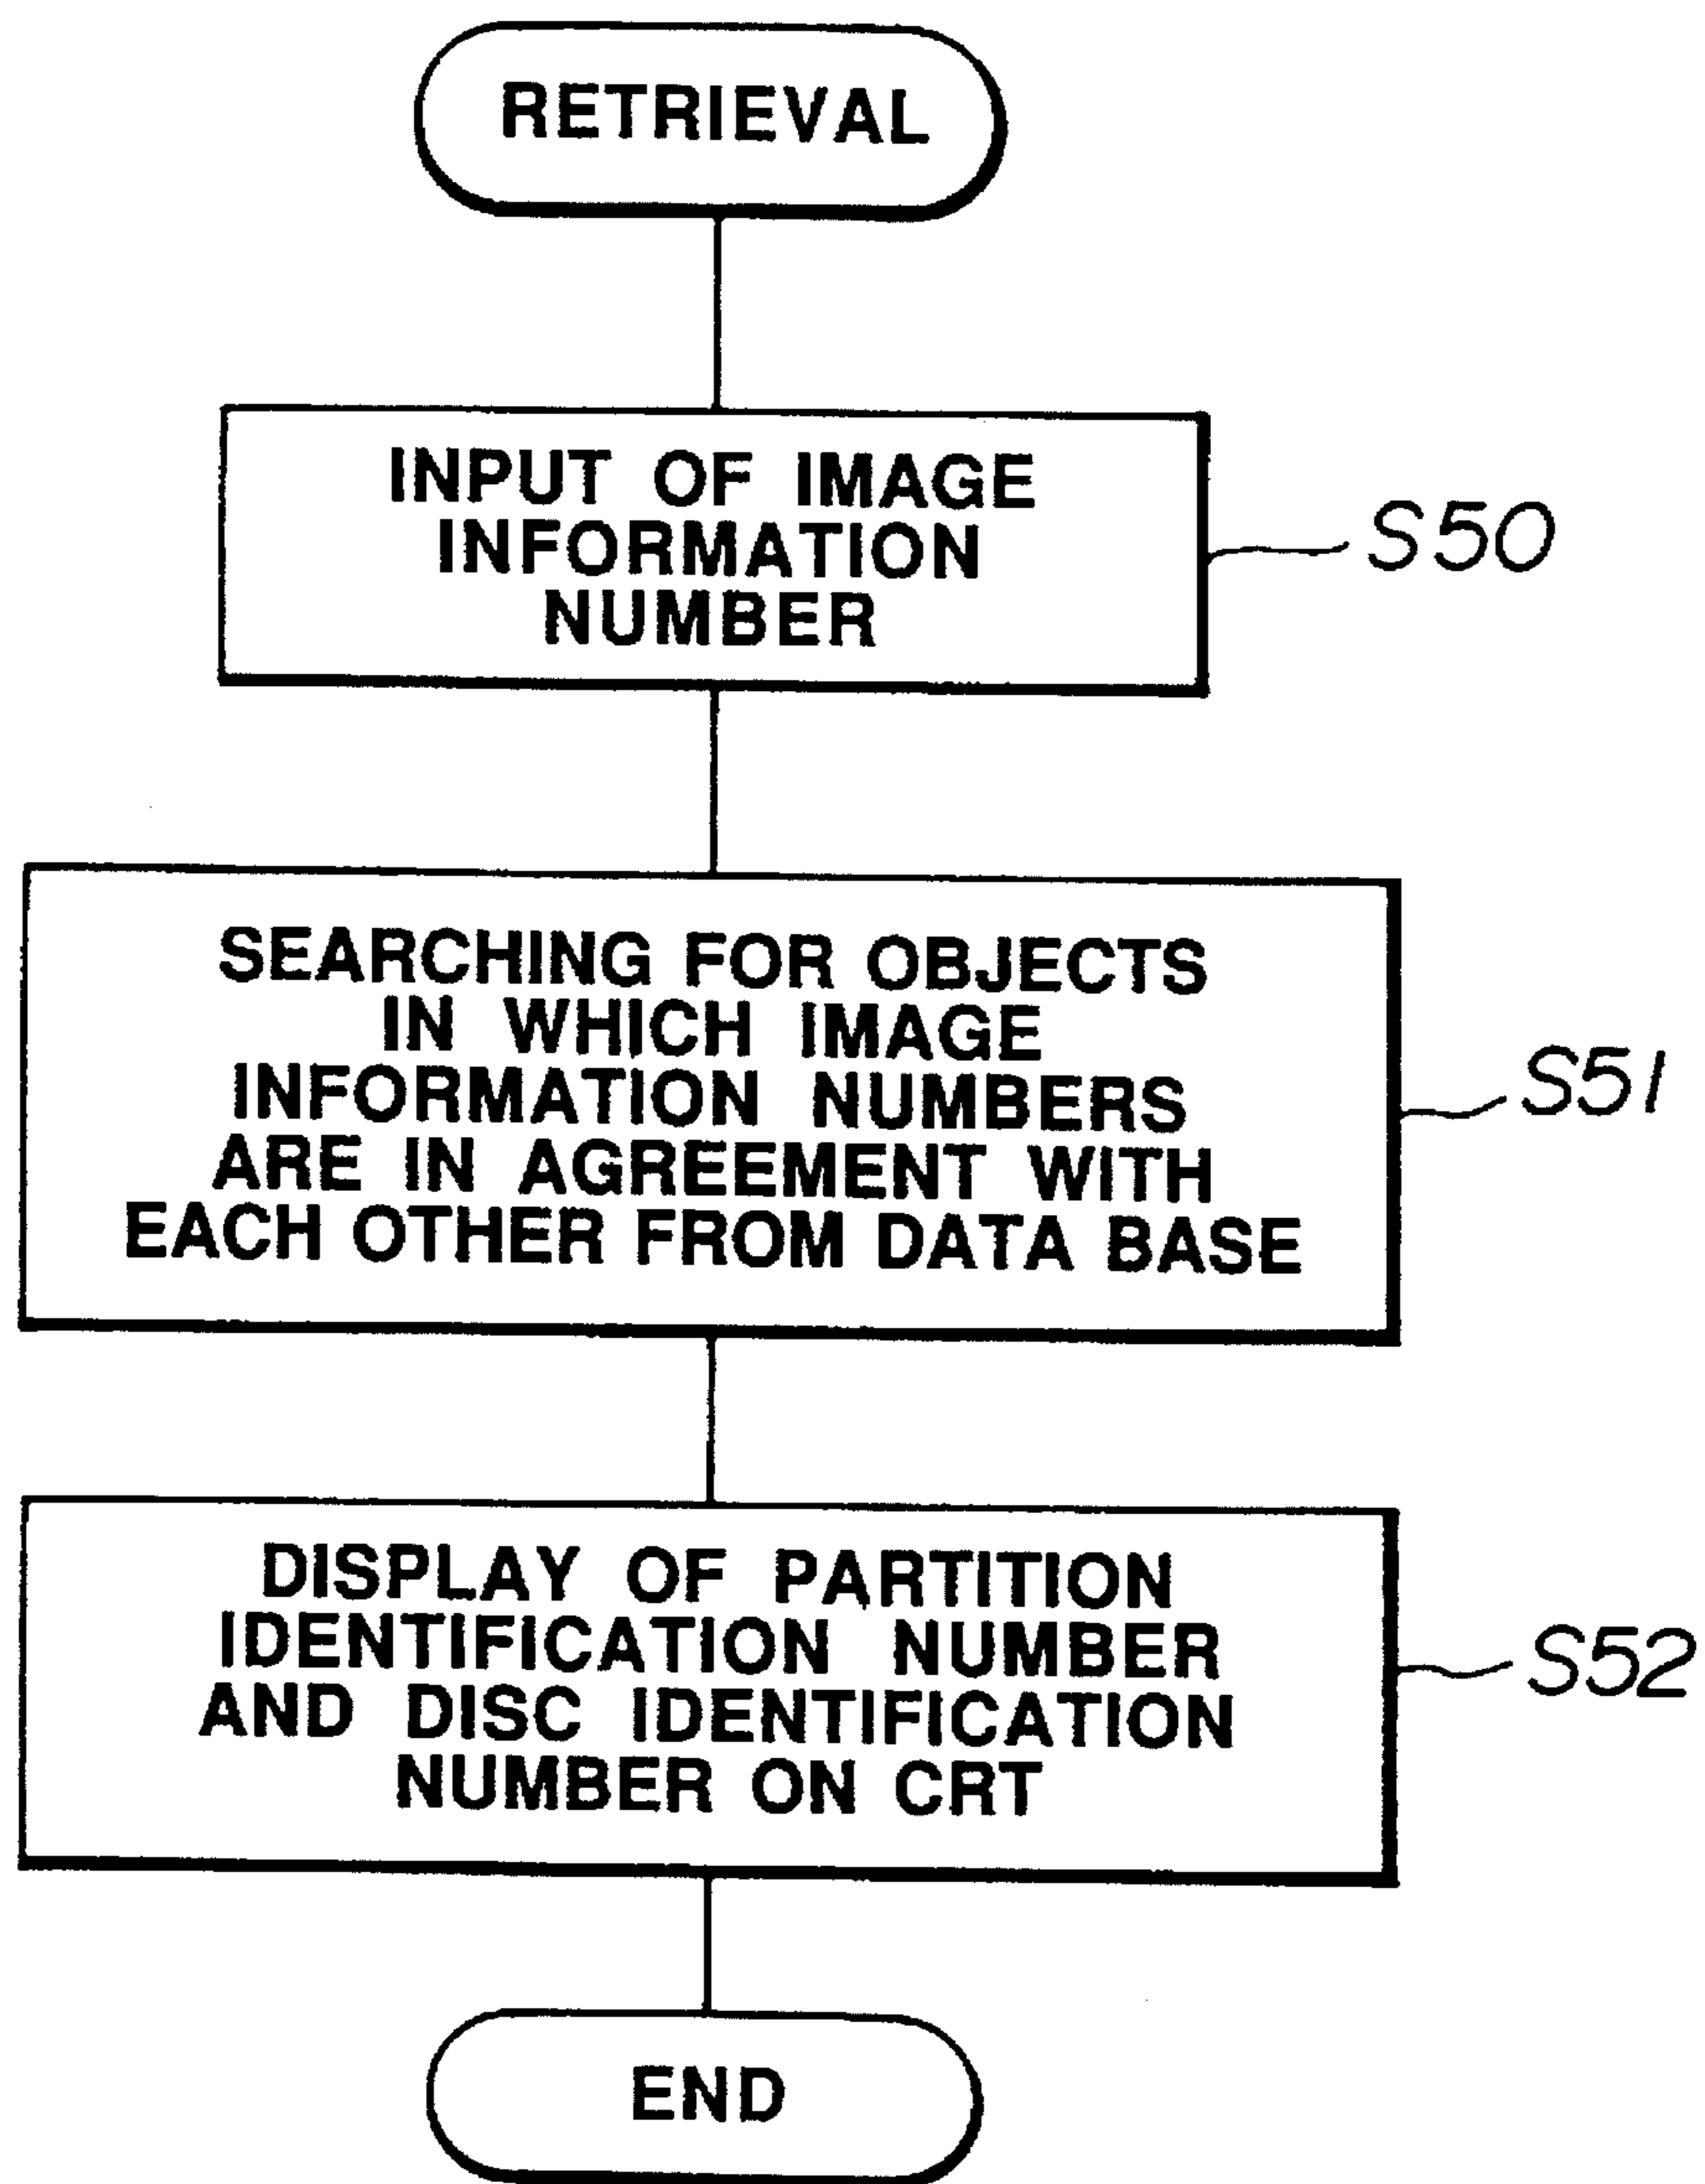 RETRIEVAL
INPUT OF IMAGE
INFORMATION
NUMBER
S50
SEARCHING FOR OBJECTS
IN WHICH IMAGE
INFORMATION NUMBERS
ARE IN AGREEMENT WITH
EACH OTHER FROM DATA BASE
S51
DISPLAY OF PARTITION
IDENTIFICATION NUMBER
AND DISC IDENTIFICATION
NUMBER ON CRT
S52
END